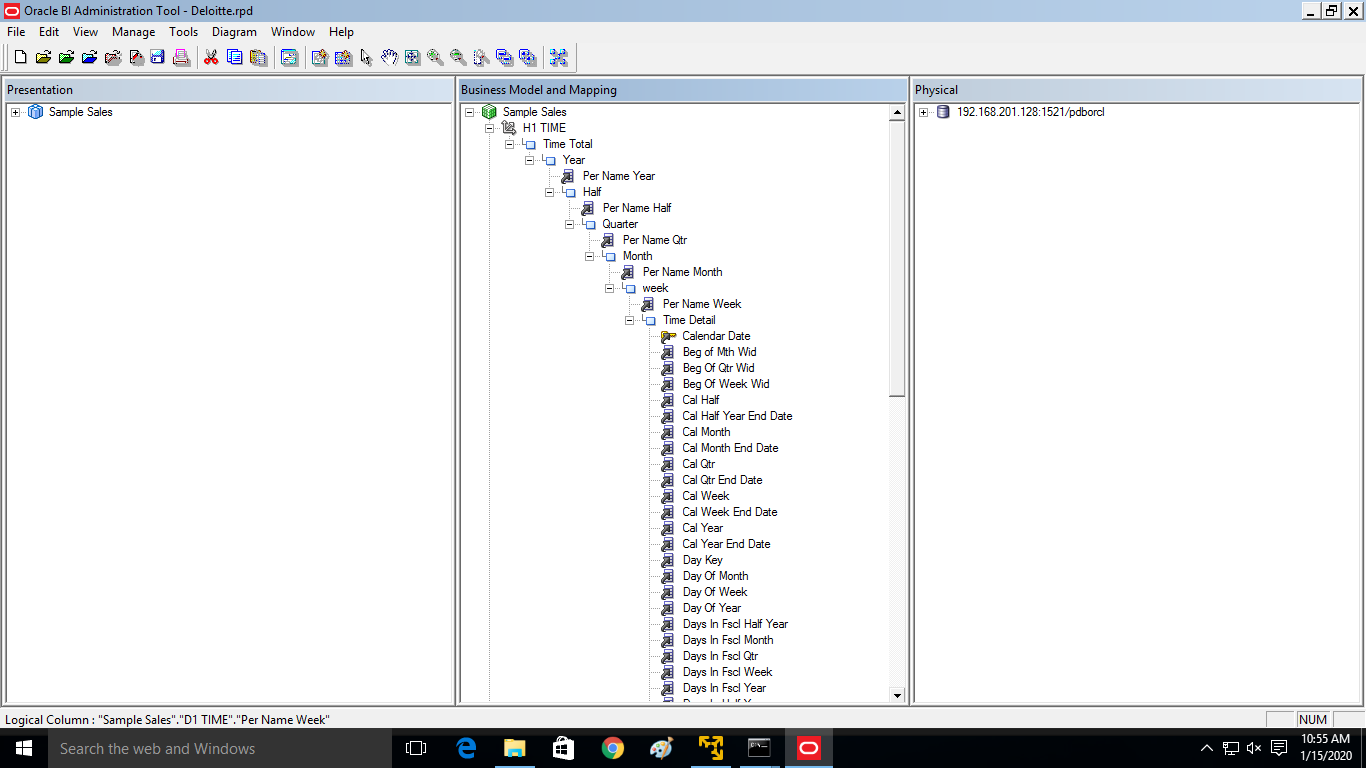 Oracle BI Administration Tool - Deloitte.rpd
File Edit View Manage Tools Diagram Window Help
Presentation
Sample Sales
Business Model and Mapping
Sample Sales
H1 TIME
Time Total
Year
Per Name Year
Half
Per Name Half
Quarter
Per Name Qtr
Month
Per Name Month
week
Per Name Week
Time Detail
Calendar Date
Beg of Mth Wid
Beg Of Qtr Wid
Beg Of Week Wid
Cal Half
Cal Half Year End Date
Cal Month
Cal Month End Date
Cal Qtr
Cal Qtr End Date
Cal Week
Cal Week End Date
Cal Year
Cal Year End Date
Day Key
Day Of Month
Day Of Week
Day Of Year
Days In Fscl Half Year
Days In Fscl Month
Days In Fscl Qtr
Days In Fscl Week
Days In Fscl Year
Physical
192.168.201.128:1521/pdborcl
Logical Column : "Sample Sales"."D1 TIME"."Per Name Week"
NUM
Search the web and Windows
10:55 AM
1/15/2020